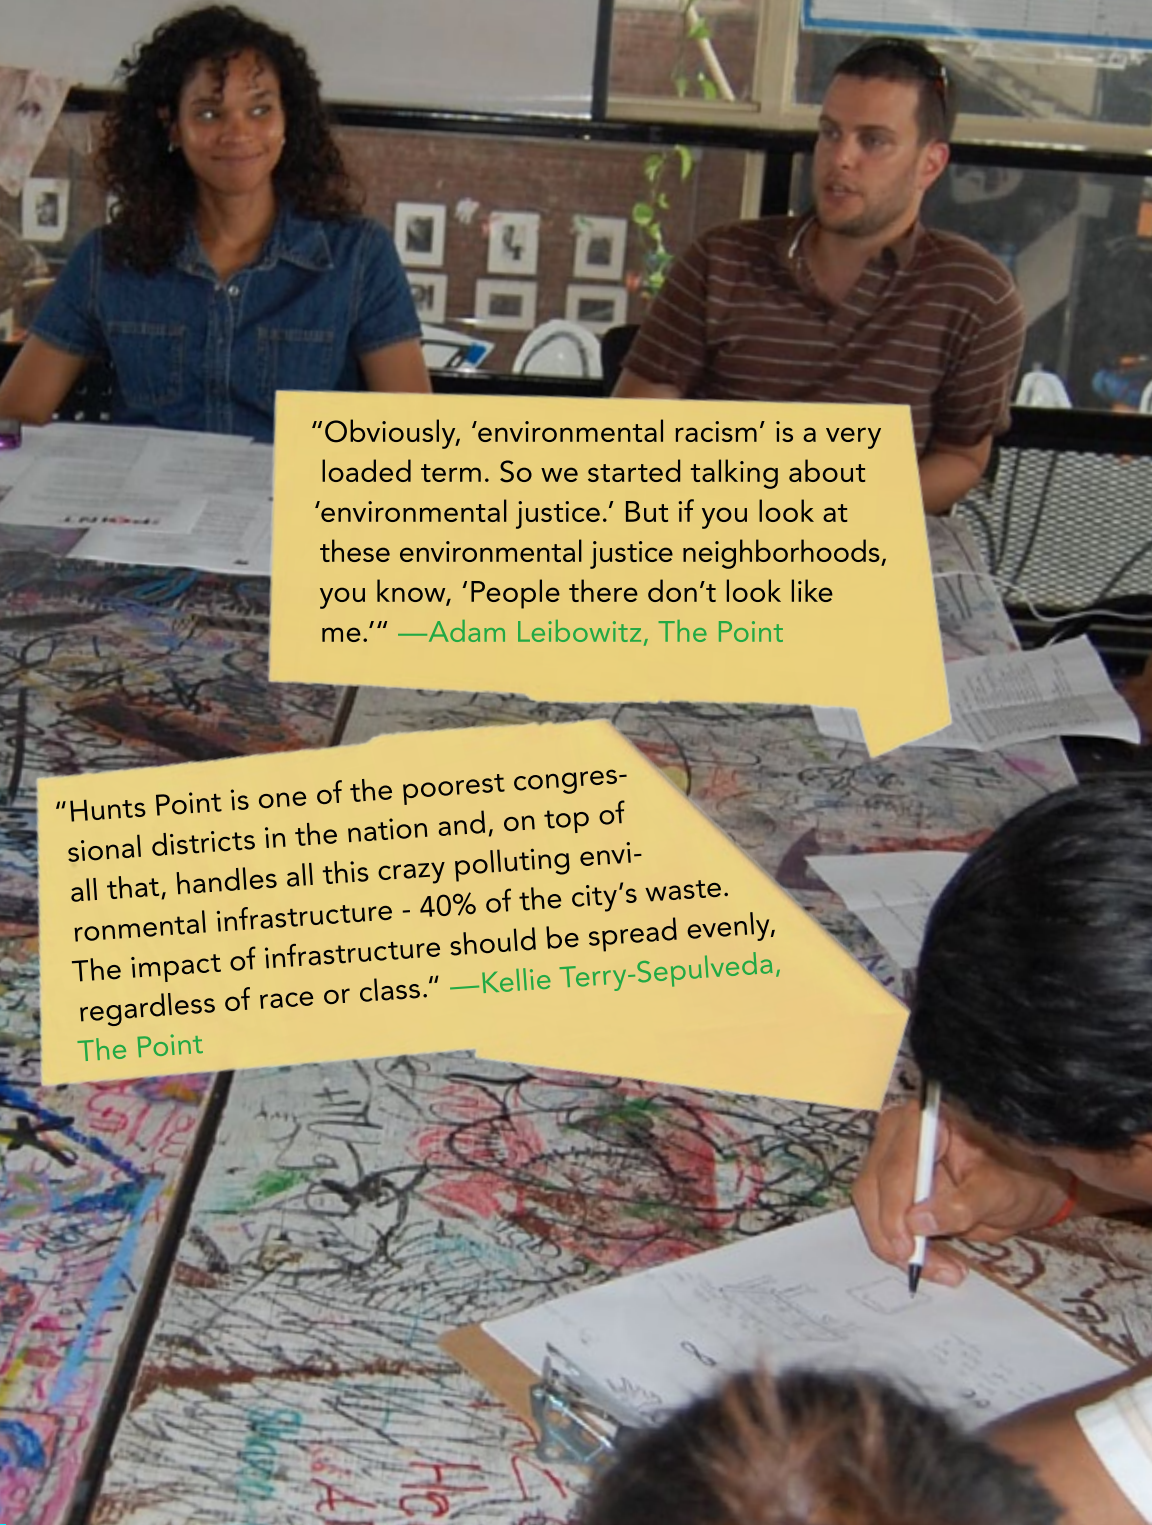 “Obviously, ‘environmental racism’ is a very
loaded term. So we started talking about
‘environmental justice.’ But if you look at
these environmental justice neighborhoods,
you know, ‘People there don’t look like
me.’“ —Adam Leibowitz, The Point
“Hunts Point is one of the poorest congres-
sional districts in the nation and, on top of
all that, handles all this crazy polluting envi-
ronmental infrastructure - 40% of the city’s waste.
The impact of infrastructure should be spread evenly,
regardless of race or class.“ —Kellie Terry-Sepulveda,
The Point